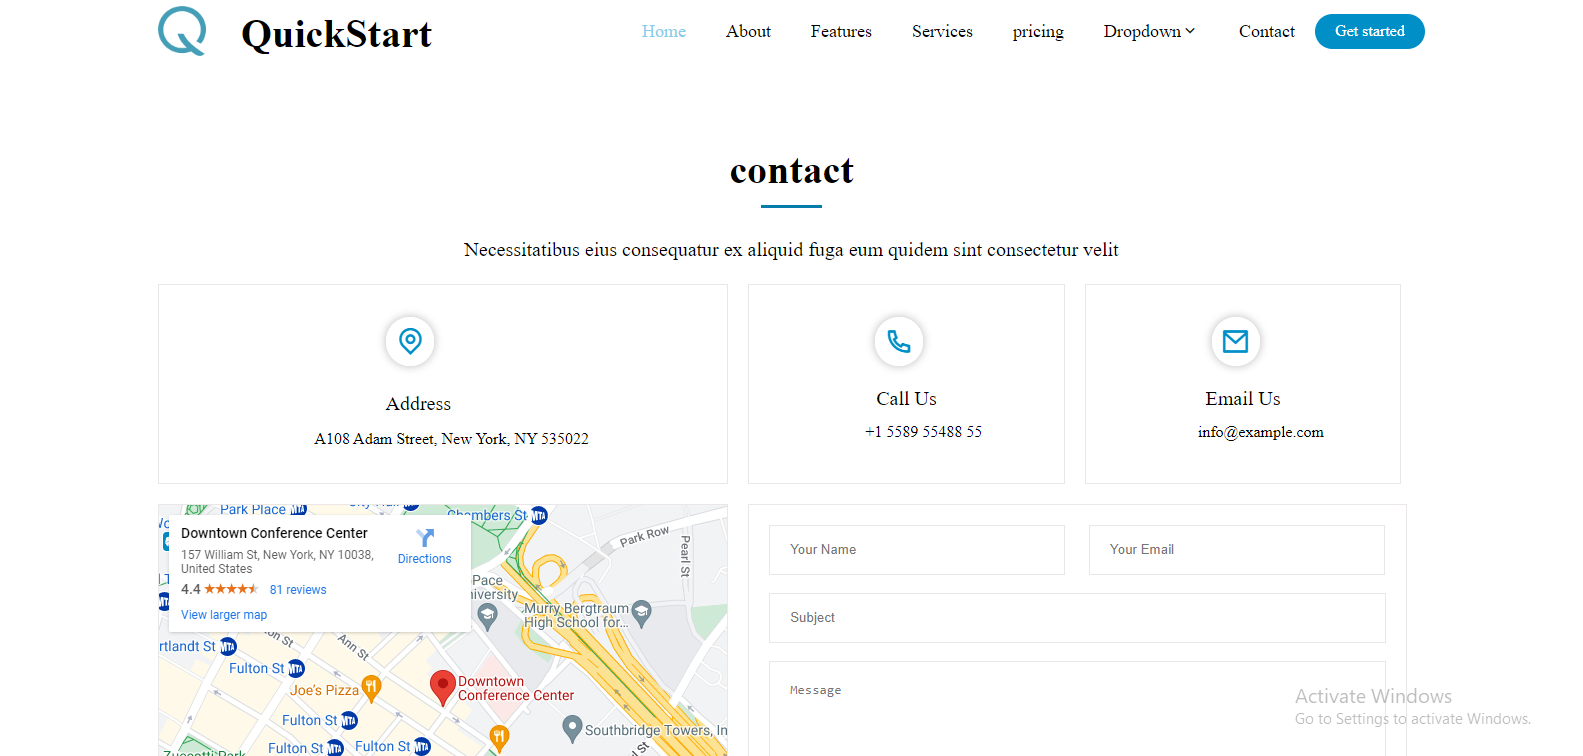 QuickStart
Home About Features Services pricing Dropdown Contact Get started
contact
Necessitatibus eius consequatur ex aliquid fuga eum quidem sint consectetur velit
Address
A108 Adam Street, New York, NY 535022
Call Us
+1 5589 55488 55
Email Us
info@example.com
Park Place
Chambers St
Downtown Conference Center
157 William St, New York, NY 10038,
United States
Directions
4.4
81 reviews
View larger map
Park Row
Pearl St
Pace
Murry Bergtraum
High School for...
rtlandt St
Ann St
Fulton St
Joe's Pizza
Downtown
Conference Center
Fulton St
Southbridge Towers, In
Fulton St
Fulton St
Your Name
Your Email
Subject
Message
Activate Windows
Go to Settings to activate Windows.